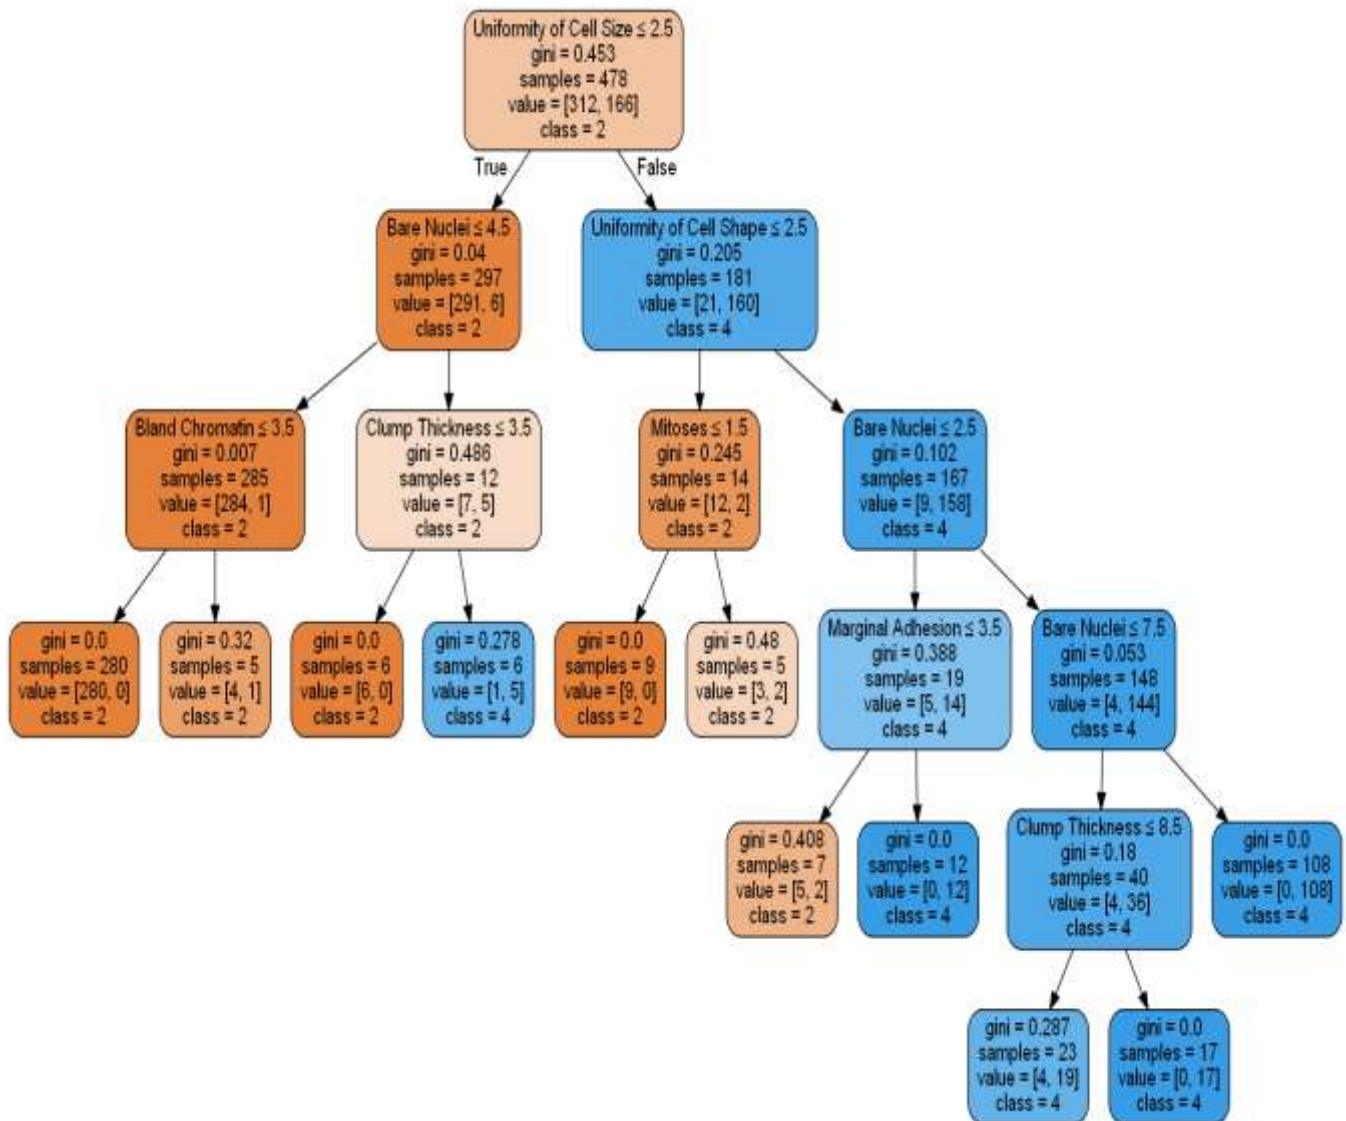 Uniformity of Cell Size ≤ 2.5
gini = 0.453
samples = 478
value = [312, 166]
class = 2
True
False
Bare Nuclei ≤ 4.5
gini = 0.04
samples = 297
value = [291, 6]
class = 2
Uniformity of Cell Shape ≤ 2.5
gini = 0.205
samples = 181
value = [21, 160]
class = 4
Bland Chromatin ≤ 3.5
gini = 0.007
samples = 285
value = [284, 1]
class = 2
Clump Thickness ≤ 3.5
gini = 0.486
samples = 12
value = [7, 5]
class = 2
Mitoses ≤ 1.5
gini = 0.245
samples = 14
value = [12, 2]
class = 2
Bare Nuclei ≤ 2.5
gini = 0.102
samples = 167
value = [9, 158]
class = 4
gini = 0.0
samples = 280
value = [280, 0]
class = 2
gini = 0.32
samples = 5
value = [4, 1]
class = 2
gini = 0.0
samples = 6
value = [6, 0]
class = 2
gini = 0.278
samples = 6
value = [1, 5]
class = 4
gini = 0.0
samples = 9
value = [9, 0]
class = 2
gini = 0.48
samples = 5
value = [3, 2]
class = 2
Marginal Adhesion ≤ 3.5
gini = 0.388
samples = 19
value = [5, 14]
class = 4
Bare Nuclei ≤ 7.5
gini = 0.053
samples = 148
value = [4, 144]
class = 4
gini = 0.408
samples = 7
value = [5, 2]
class = 2
gini = 0.0
samples = 12
value = [0, 12]
class = 4
Clump Thickness ≤ 8.5
gini = 0.18
samples = 40
value = [4, 36]
class = 4
gini = 0.0
samples = 108
value = [0, 108]
class = 4
gini = 0.287
samples = 23
value = [4, 19]
class = 4
gini = 0.0
samples = 17
value = [0, 17]
class = 4